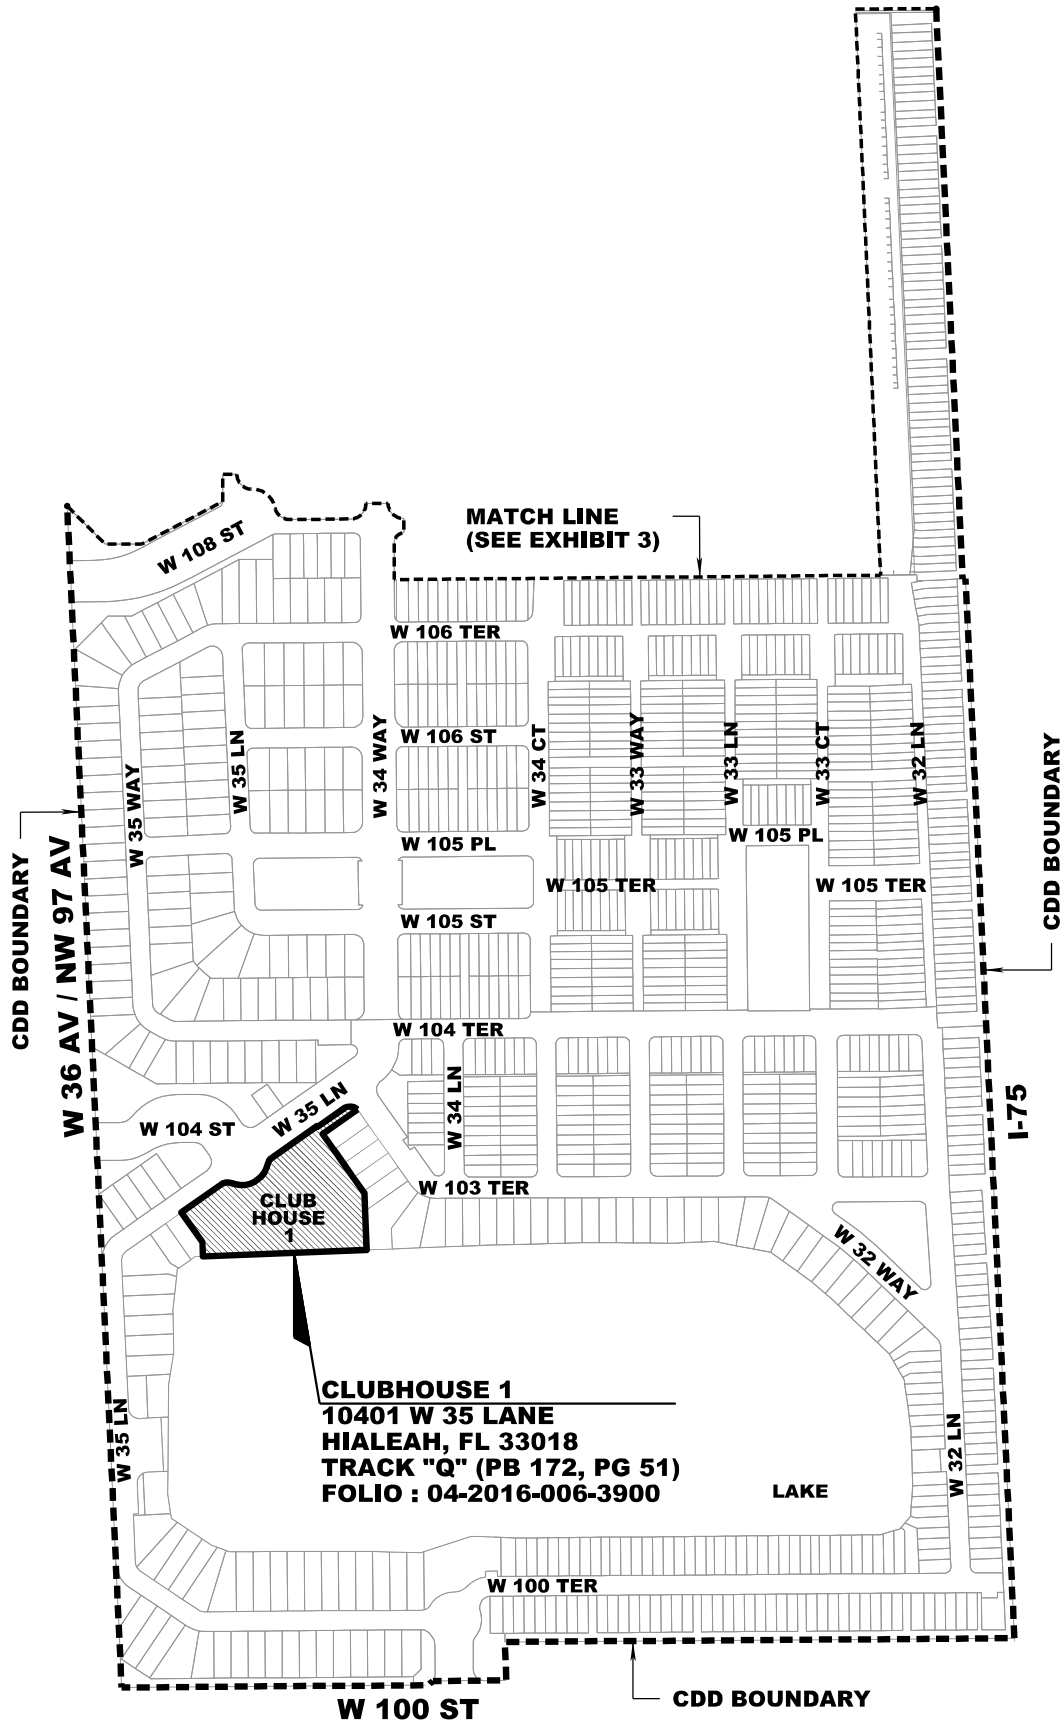 MATCH LINE
(SEE EXHIBIT 3)
W 108 ST
W 106 TER
W 106 ST
W 35 LN
W 34 WAY
W 34 CT
W 33 WAY
W 33 LN
W 33 CT
W 32 LN
W 35 WAY
W 105 PL
W 105 PL
W 105 TER
W 105 TER
W 105 ST
CDD BOUNDARY
W 36 AV / NW 97 AV
CDD BOUNDARY
I-75
W 104 TER
W 34 LN
W 35 LN
W 104 ST
W 103 TER
CLUB
HOUSE
1
W 32 WAY
CLUBHOUSE 1
10401 W 35 LANE
HIALEAH, FL 33018
TRACK "Q" (PB 172, PG 51)
FOLIO : 04-2016-006-3900
LAKE
W 35 LN
W 32 LN
W 100 TER
CDD BOUNDARY
W 100 ST